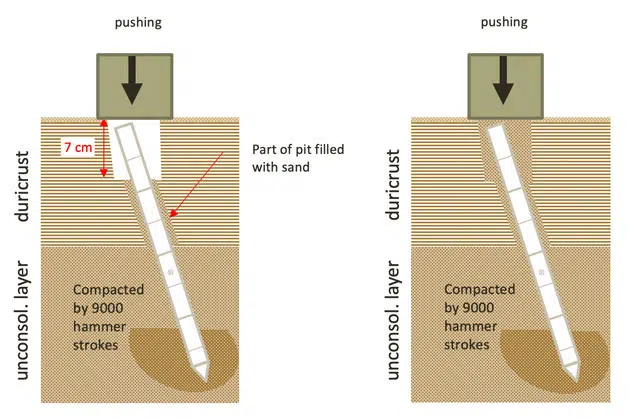 pushing
7 cm
duricrust
unconsol. layer
Part of pit filled
with sand
Compacted
by 9000
hammer
strokes
pushing
duricrust
unconsol. layer
Compacted
by 9000
hammer
strokes